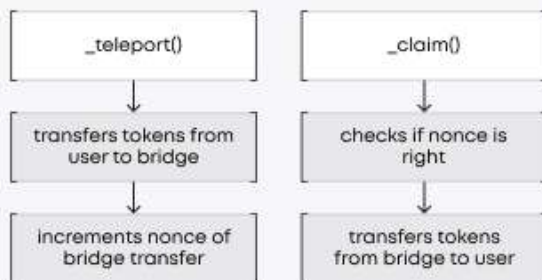 _teleport()
transfers tokens from
user to bridge
increments nonce of
bridge transfer
_claim()
checks if nonce is
right
transfers tokens
from bridge to user